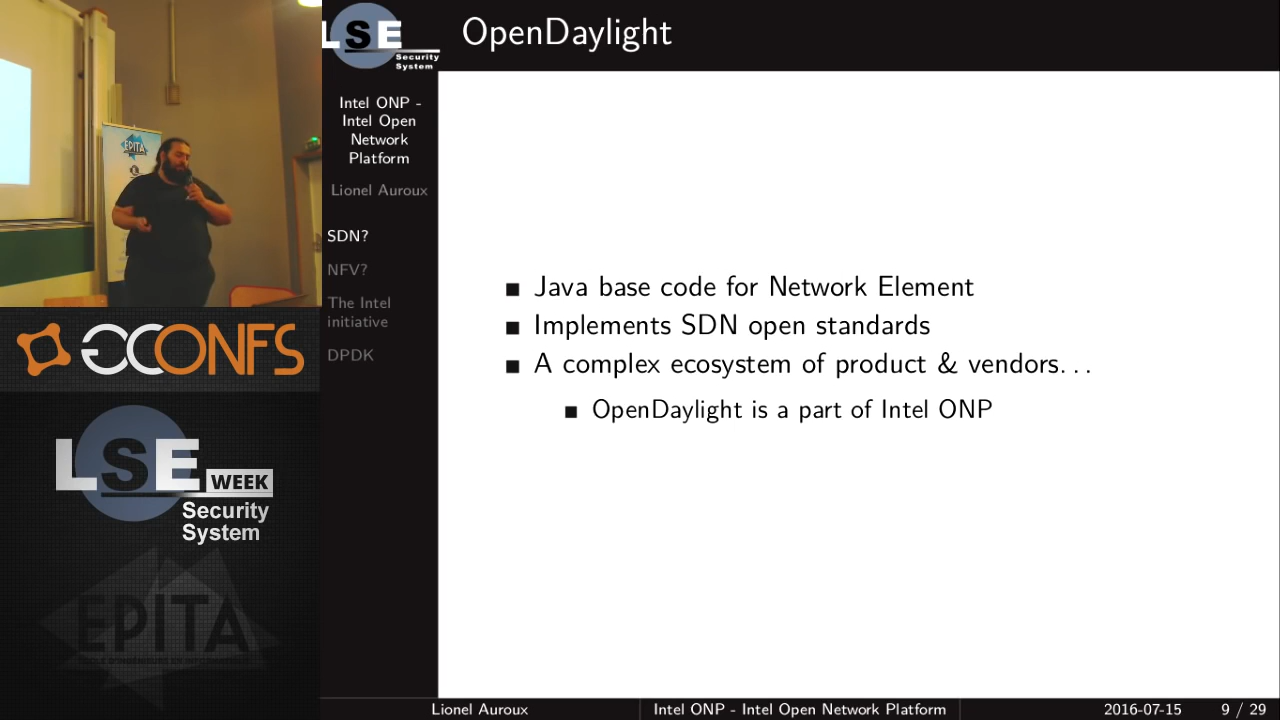 EPITA
GCONFS
LSE WEEK
Security
System
EPITA
LSE
Security
System
OpenDaylight
Intel ONP -
Intel Open
Network
Platform
Lionel Auroux
SDN?
NFV?
The Intel
initiative
DPDK
Java base code for Network Element
Implements SDN open standards
A complex ecosystem of product & vendors...
OpenDaylight is a part of Intel ONP
Lionel Auroux
Intel ONP - Intel Open Network Platform
2016-07-15
9 / 29